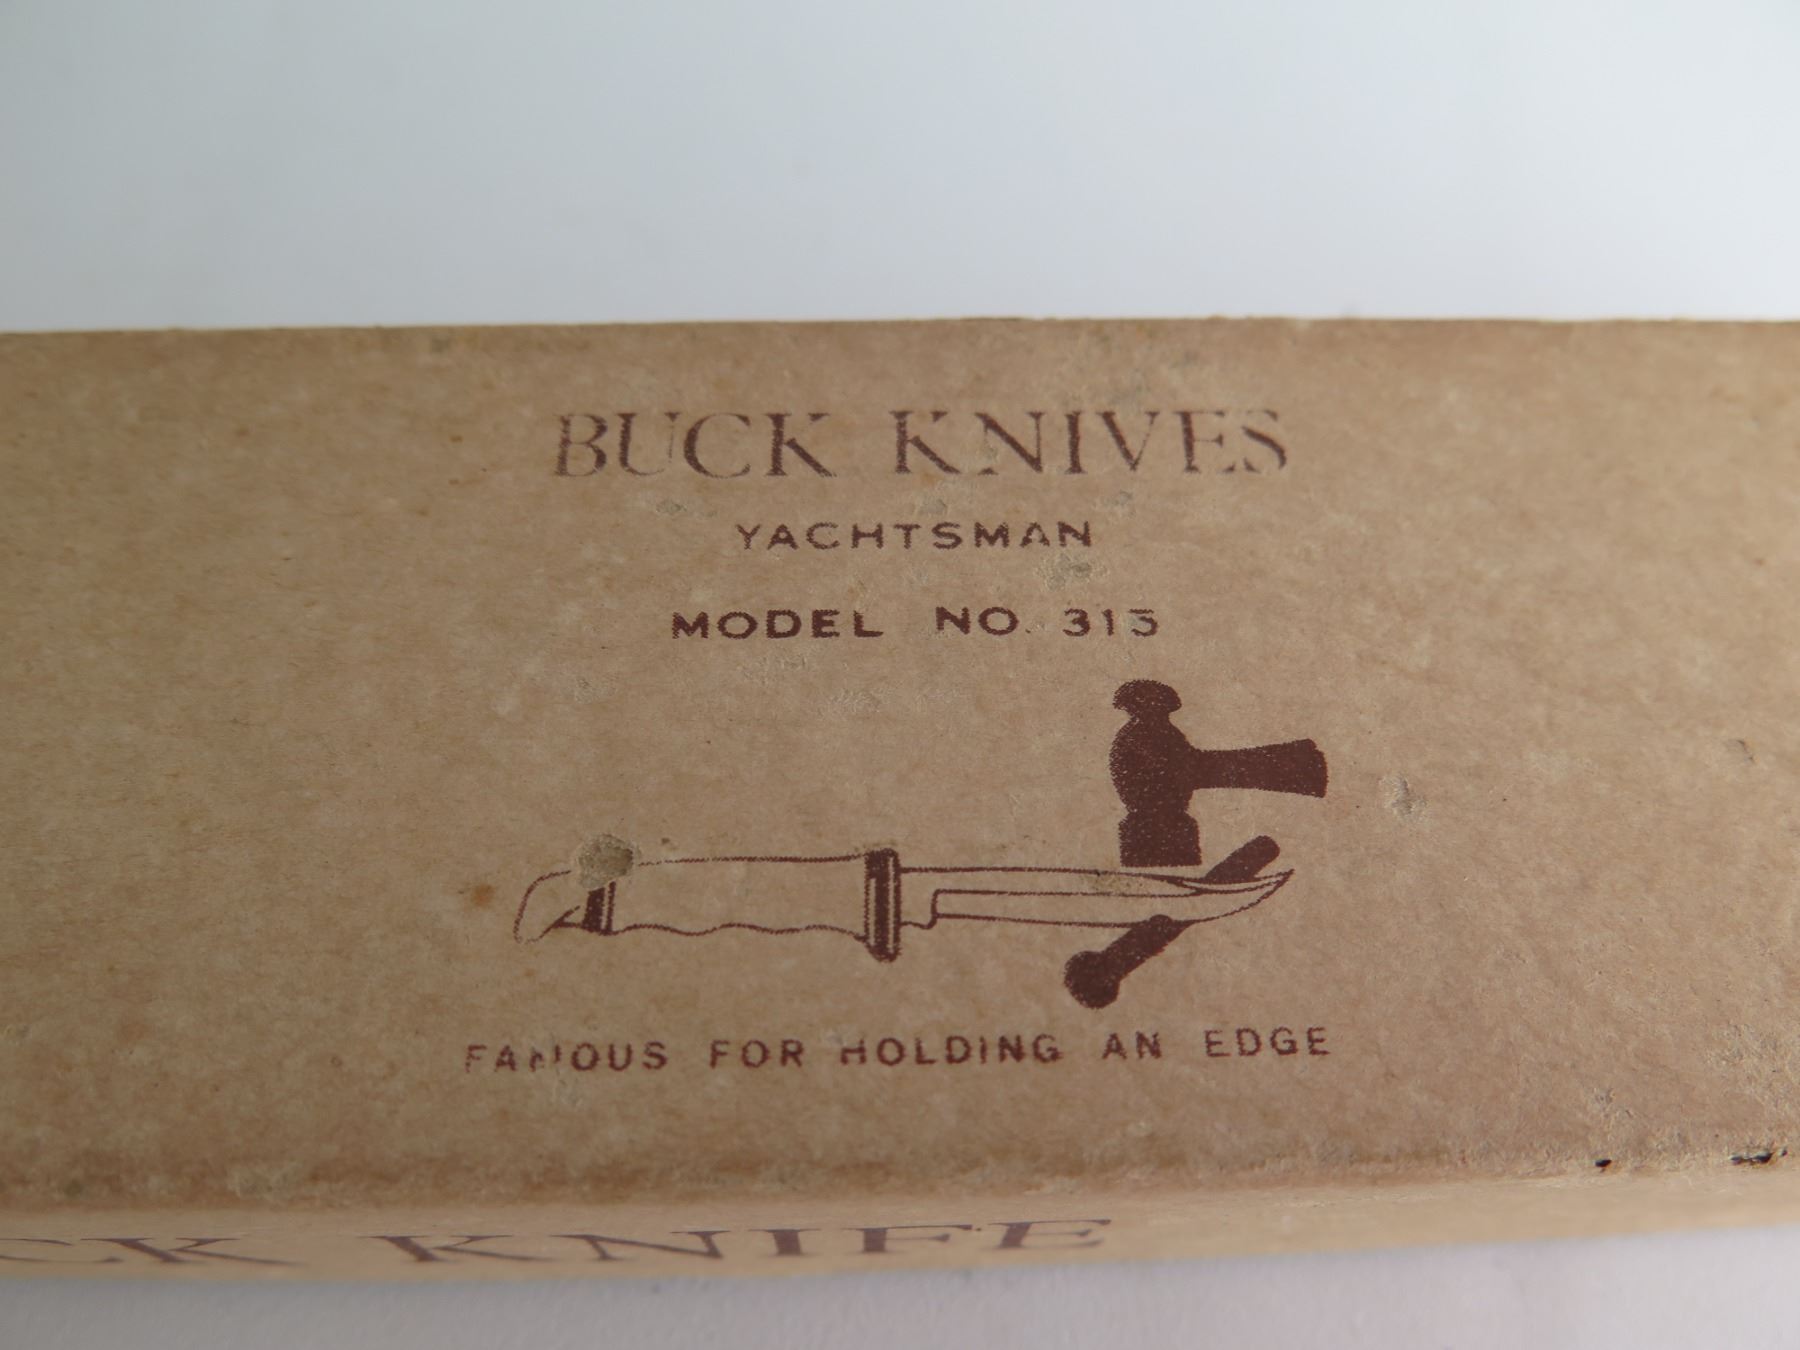 BUCK KNIVES
YACHTSMAN
MODEL NO. 315
FAMOUS FOR HOLDING AN EDGE
CK KNIFE